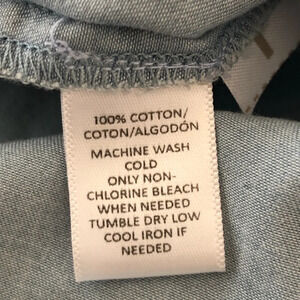 100% COTTON/
COTON/ALGODÓN
MACHINE WASH
COLD
ONLY NON-
CHLORINE BLEACH
WHEN NEEDED
TUMBLE DRY LOW
COOL IRON IF
NEEDED